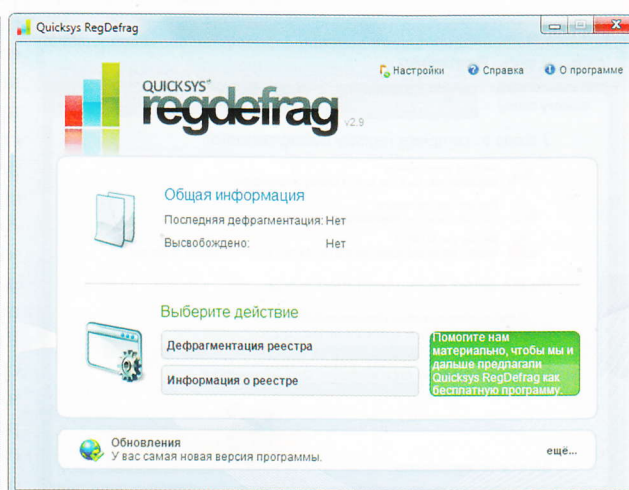 Quicksys RegDefrag
Настройки Справка О программе
QUICKSYS
regdefrag v2.9
Общая информация
Последняя дефрагментация: Нет
Высвобождено: Нет
Выберите действие
Дефрагментация реестра
Информация о реестре
Помогите нам
материально, чтобы мы и
дальше предлагали
Quicksys RegDefrag как
бесплатную программу.
Обновления
У вас самая новая версия программы.
ещё...